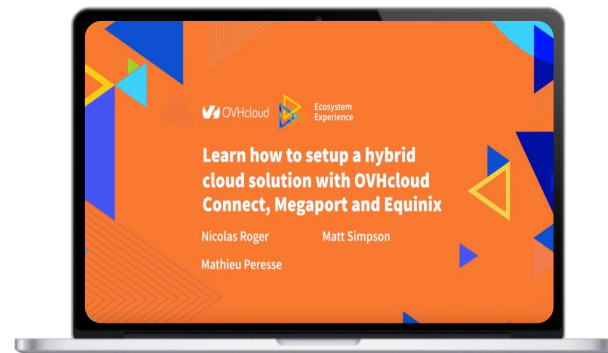 OVHcloud
Ecosystem
Experience
Learn how to setup a hybrid
cloud solution with OVHcloud
Connect, Megaport and Equinix
Nicolas Roger Matt Simpson
Mathieu Peresse